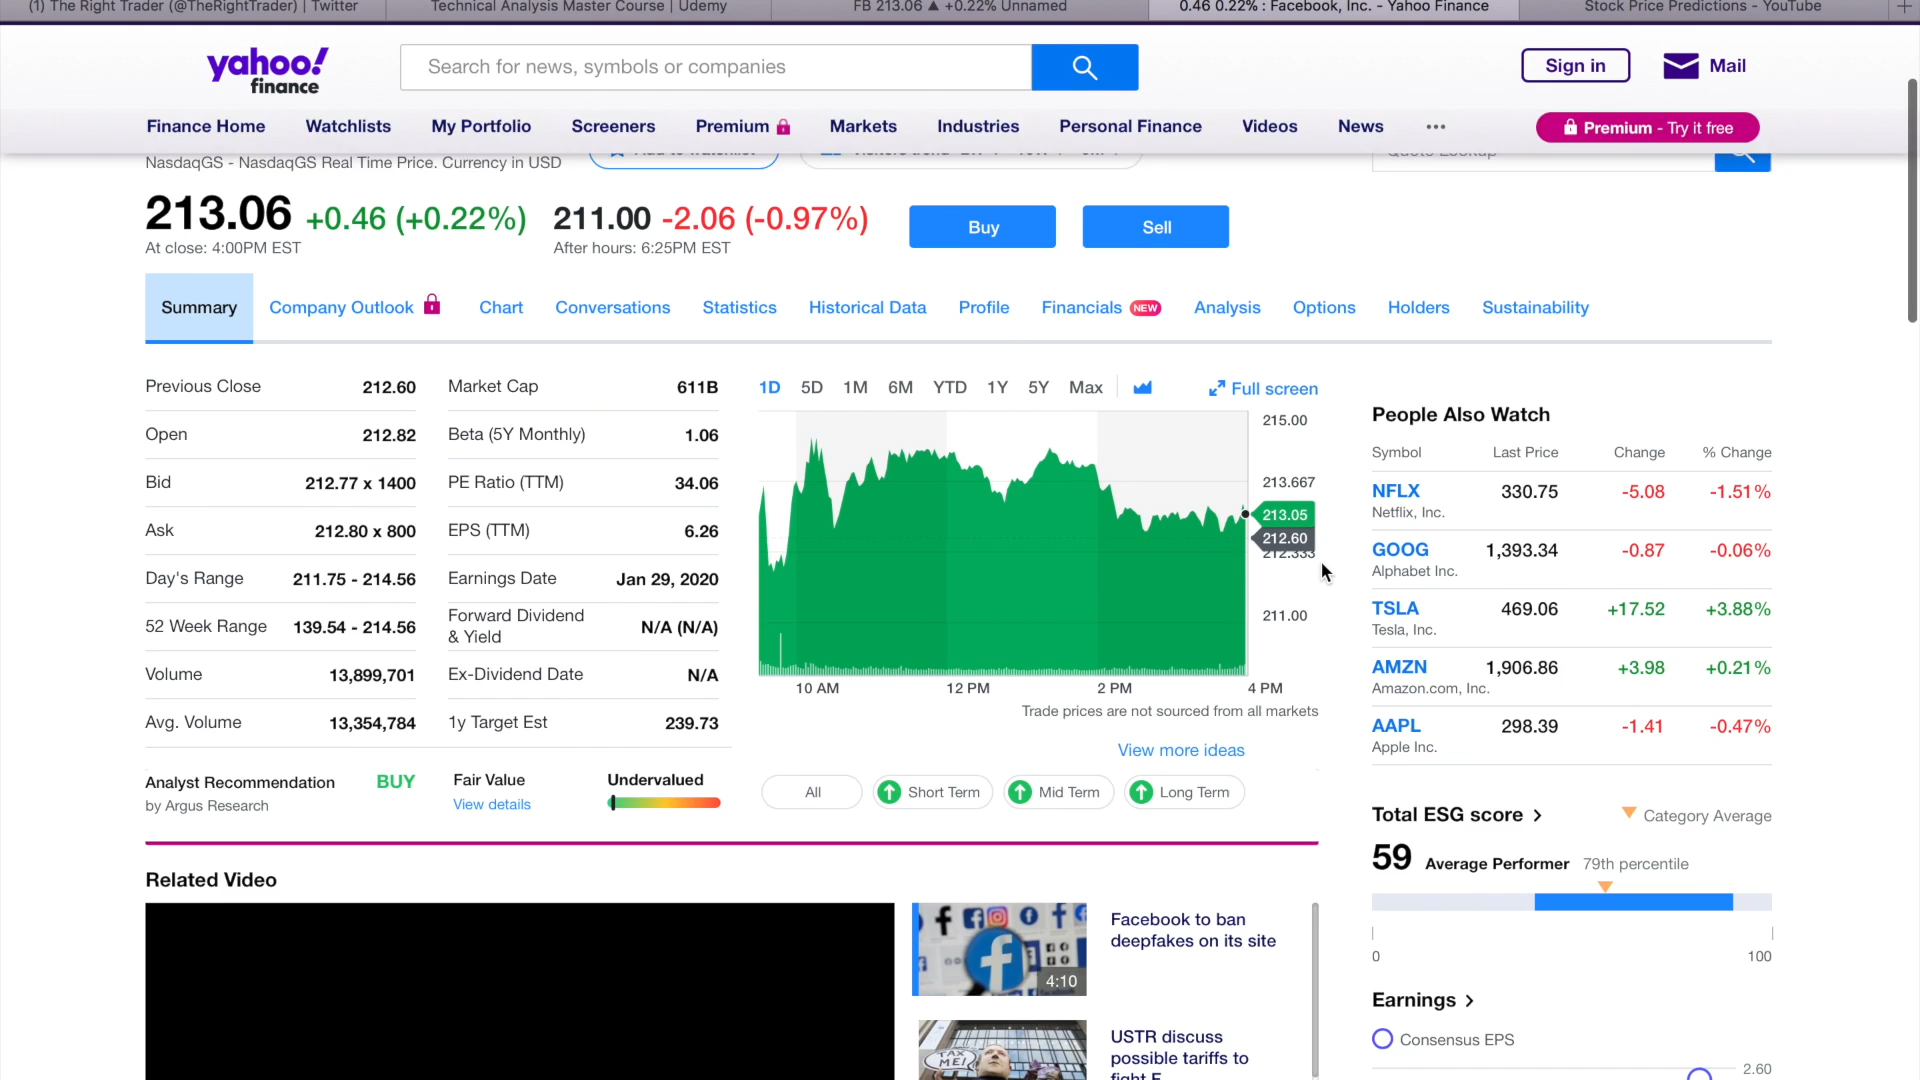 (1) The Right Trader (@TheRightTrader) | Twitter
Technical Analysis Master Course | Udemy
FB 213.06 ▲ +0.22% Unnamed
0.46 0.22% : Facebook, Inc. - Yahoo Finance
Stock Price Predictions - YouTube
yahoo!
finance
Search for news, symbols or companies
Sign in
Mail
Finance Home
Watchlists
My Portfolio
Screeners
Premium
Markets
Industries
Personal Finance
Videos
News
Premium - Try it free
NasdaqGS - NasdaqGS Real Time Price. Currency in USD
213.06 +0.46 (+0.22%)
At close: 4:00PM EST
211.00 -2.06 (-0.97%)
After hours: 6:25PM EST
Buy
Sell
Summary
Company Outlook
Chart
Conversations
Statistics
Historical Data
Profile
Financials NEW
Analysis
Options
Holders
Sustainability
Previous Close 212.60
Open 212.82
Bid 212.77 x 1400
Ask 212.80 x 800
Day's Range 211.75 - 214.56
52 Week Range 139.54 - 214.56
Volume 13,899,701
Avg. Volume 13,354,784
Market Cap 611B
Beta (5Y Monthly) 1.06
PE Ratio (TTM) 34.06
EPS (TTM) 6.26
Earnings Date Jan 29, 2020
Forward Dividend
& Yield N/A (N/A)
Ex-Dividend Date N/A
1y Target Est 239.73
1D 5D 1M 6M YTD 1Y 5Y Max
Full screen
215.00
213.667
213.05
212.60
212.333
211.00
10 AM 12 PM 2 PM 4 PM
Trade prices are not sourced from all markets
View more ideas
Analyst Recommendation BUY
by Argus Research
Fair Value
View details
Undervalued
All
Short Term
Mid Term
Long Term
People Also Watch
Symbol Last Price Change % Change
NFLX 330.75 -5.08 -1.51%
Netflix, Inc.
GOOG 1,393.34 -0.87 -0.06%
Alphabet Inc.
TSLA 469.06 +17.52 +3.88%
Tesla, Inc.
AMZN 1,906.86 +3.98 +0.21%
Amazon.com, Inc.
AAPL 298.39 -1.41 -0.47%
Apple Inc.
Total ESG score
Category Average
59 Average Performer 79th percentile
0 100
Earnings
Consensus EPS
2.60
Related Video
4:10
Facebook to ban
deepfakes on its site
TAX
ME!
USTR discuss
possible tariffs to